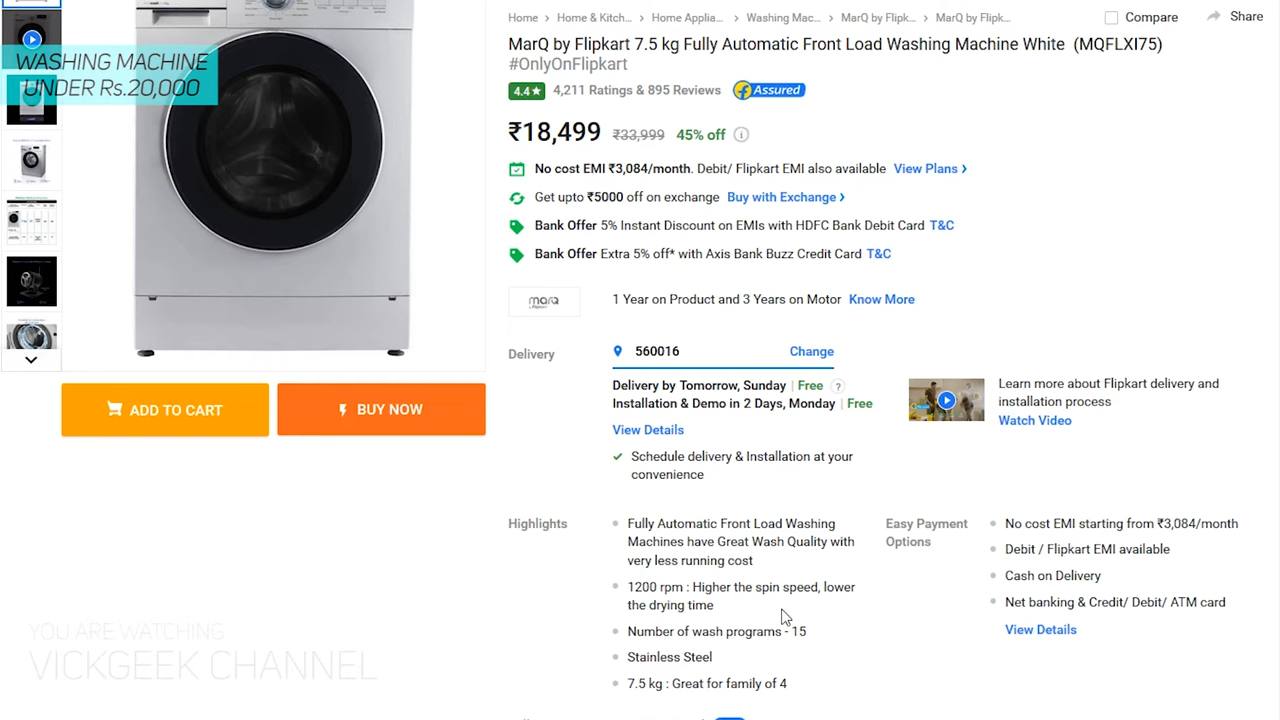 WASHING MACHINE
UNDER Rs.20,000
Home > Home & Kitch... > Home Applia... > Washing Mac... > MarQ by Flipk... > MarQ by Flipk...
Compare
Share
MarQ by Flipkart 7.5 kg Fully Automatic Front Load Washing Machine White (MQFLXI75)
#OnlyOnFlipkart
4.4★ 4,211 Ratings & 895 Reviews Assured
₹18,499 ₹33,999 45% off
No cost EMI ₹3,084/month. Debit/ Flipkart EMI also available View Plans >
Get upto ₹5000 off on exchange Buy with Exchange >
Bank Offer 5% Instant Discount on EMIs with HDFC Bank Debit Card T&C
Bank Offer Extra 5% off* with Axis Bank Buzz Credit Card T&C
marq
1 Year on Product and 3 Years on Motor Know More
Delivery
560016
Change
Delivery by Tomorrow, Sunday | Free ?
Installation & Demo in 2 Days, Monday | Free
View Details
Schedule delivery & Installation at your
convenience
Learn more about Flipkart delivery and
installation process
Watch Video
ADD TO CART
BUY NOW
Highlights
Fully Automatic Front Load Washing
Machines have Great Wash Quality with
very less running cost
1200 rpm : Higher the spin speed, lower
the drying time
Number of wash programs - 15
Stainless Steel
7.5 kg : Great for family of 4
Easy Payment
Options
No cost EMI starting from ₹3,084/month
Debit / Flipkart EMI available
Cash on Delivery
Net banking & Credit/ Debit/ ATM card
View Details
YOU ARE WATCHING
VICKGEEK CHANNEL